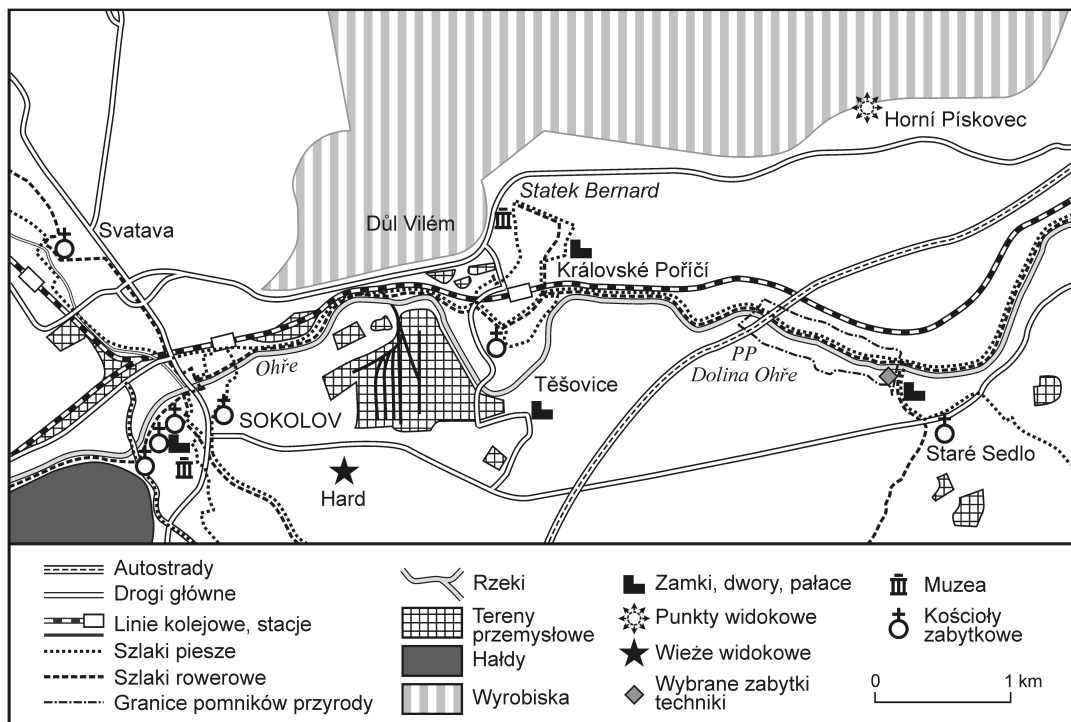 Horní Pískovec
Statek Bernard
Svatava
Důl Vilém
Královské Poříčí
Ohře
PP
Dolina Ohře
Těšovice
SOKOLOV
Staré Sedlo
Hard
Autostrady
Drogi główne
Linie kolejowe, stacje
Szlaki piesze
Szlaki rowerowe
Granice pomników przyrody
Rzeki
Tereny
przemysłowe
Hałdy
Wyrobiska
Zamki, dwory, pałace
Punkty widokowe
Wieże widokowe
Wybrane zabytki
techniki
Muzea
Kościoły
zabytkowe
0 1 km